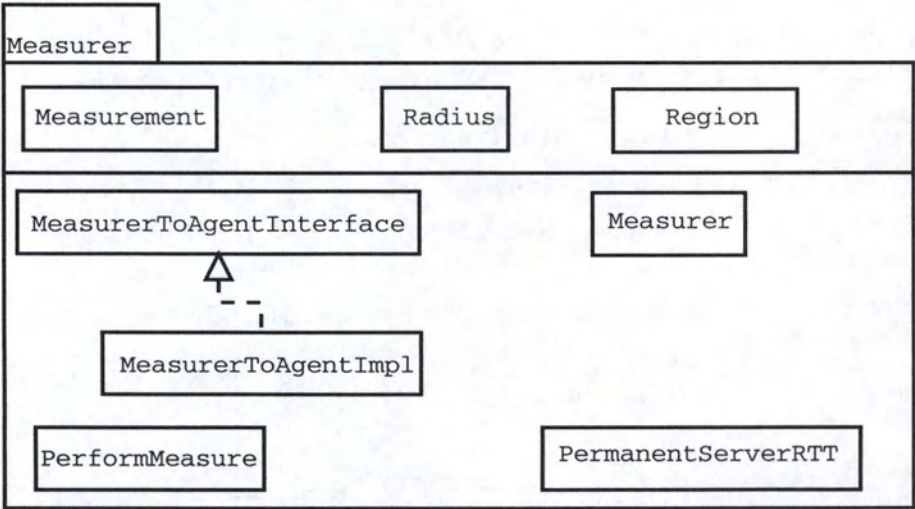 Measurer
Measurement
Radius
Region
MeasurerToAgentInterface
Measurer
MeasurerToAgentImpl
PerformMeasure
PermanentServerRTT